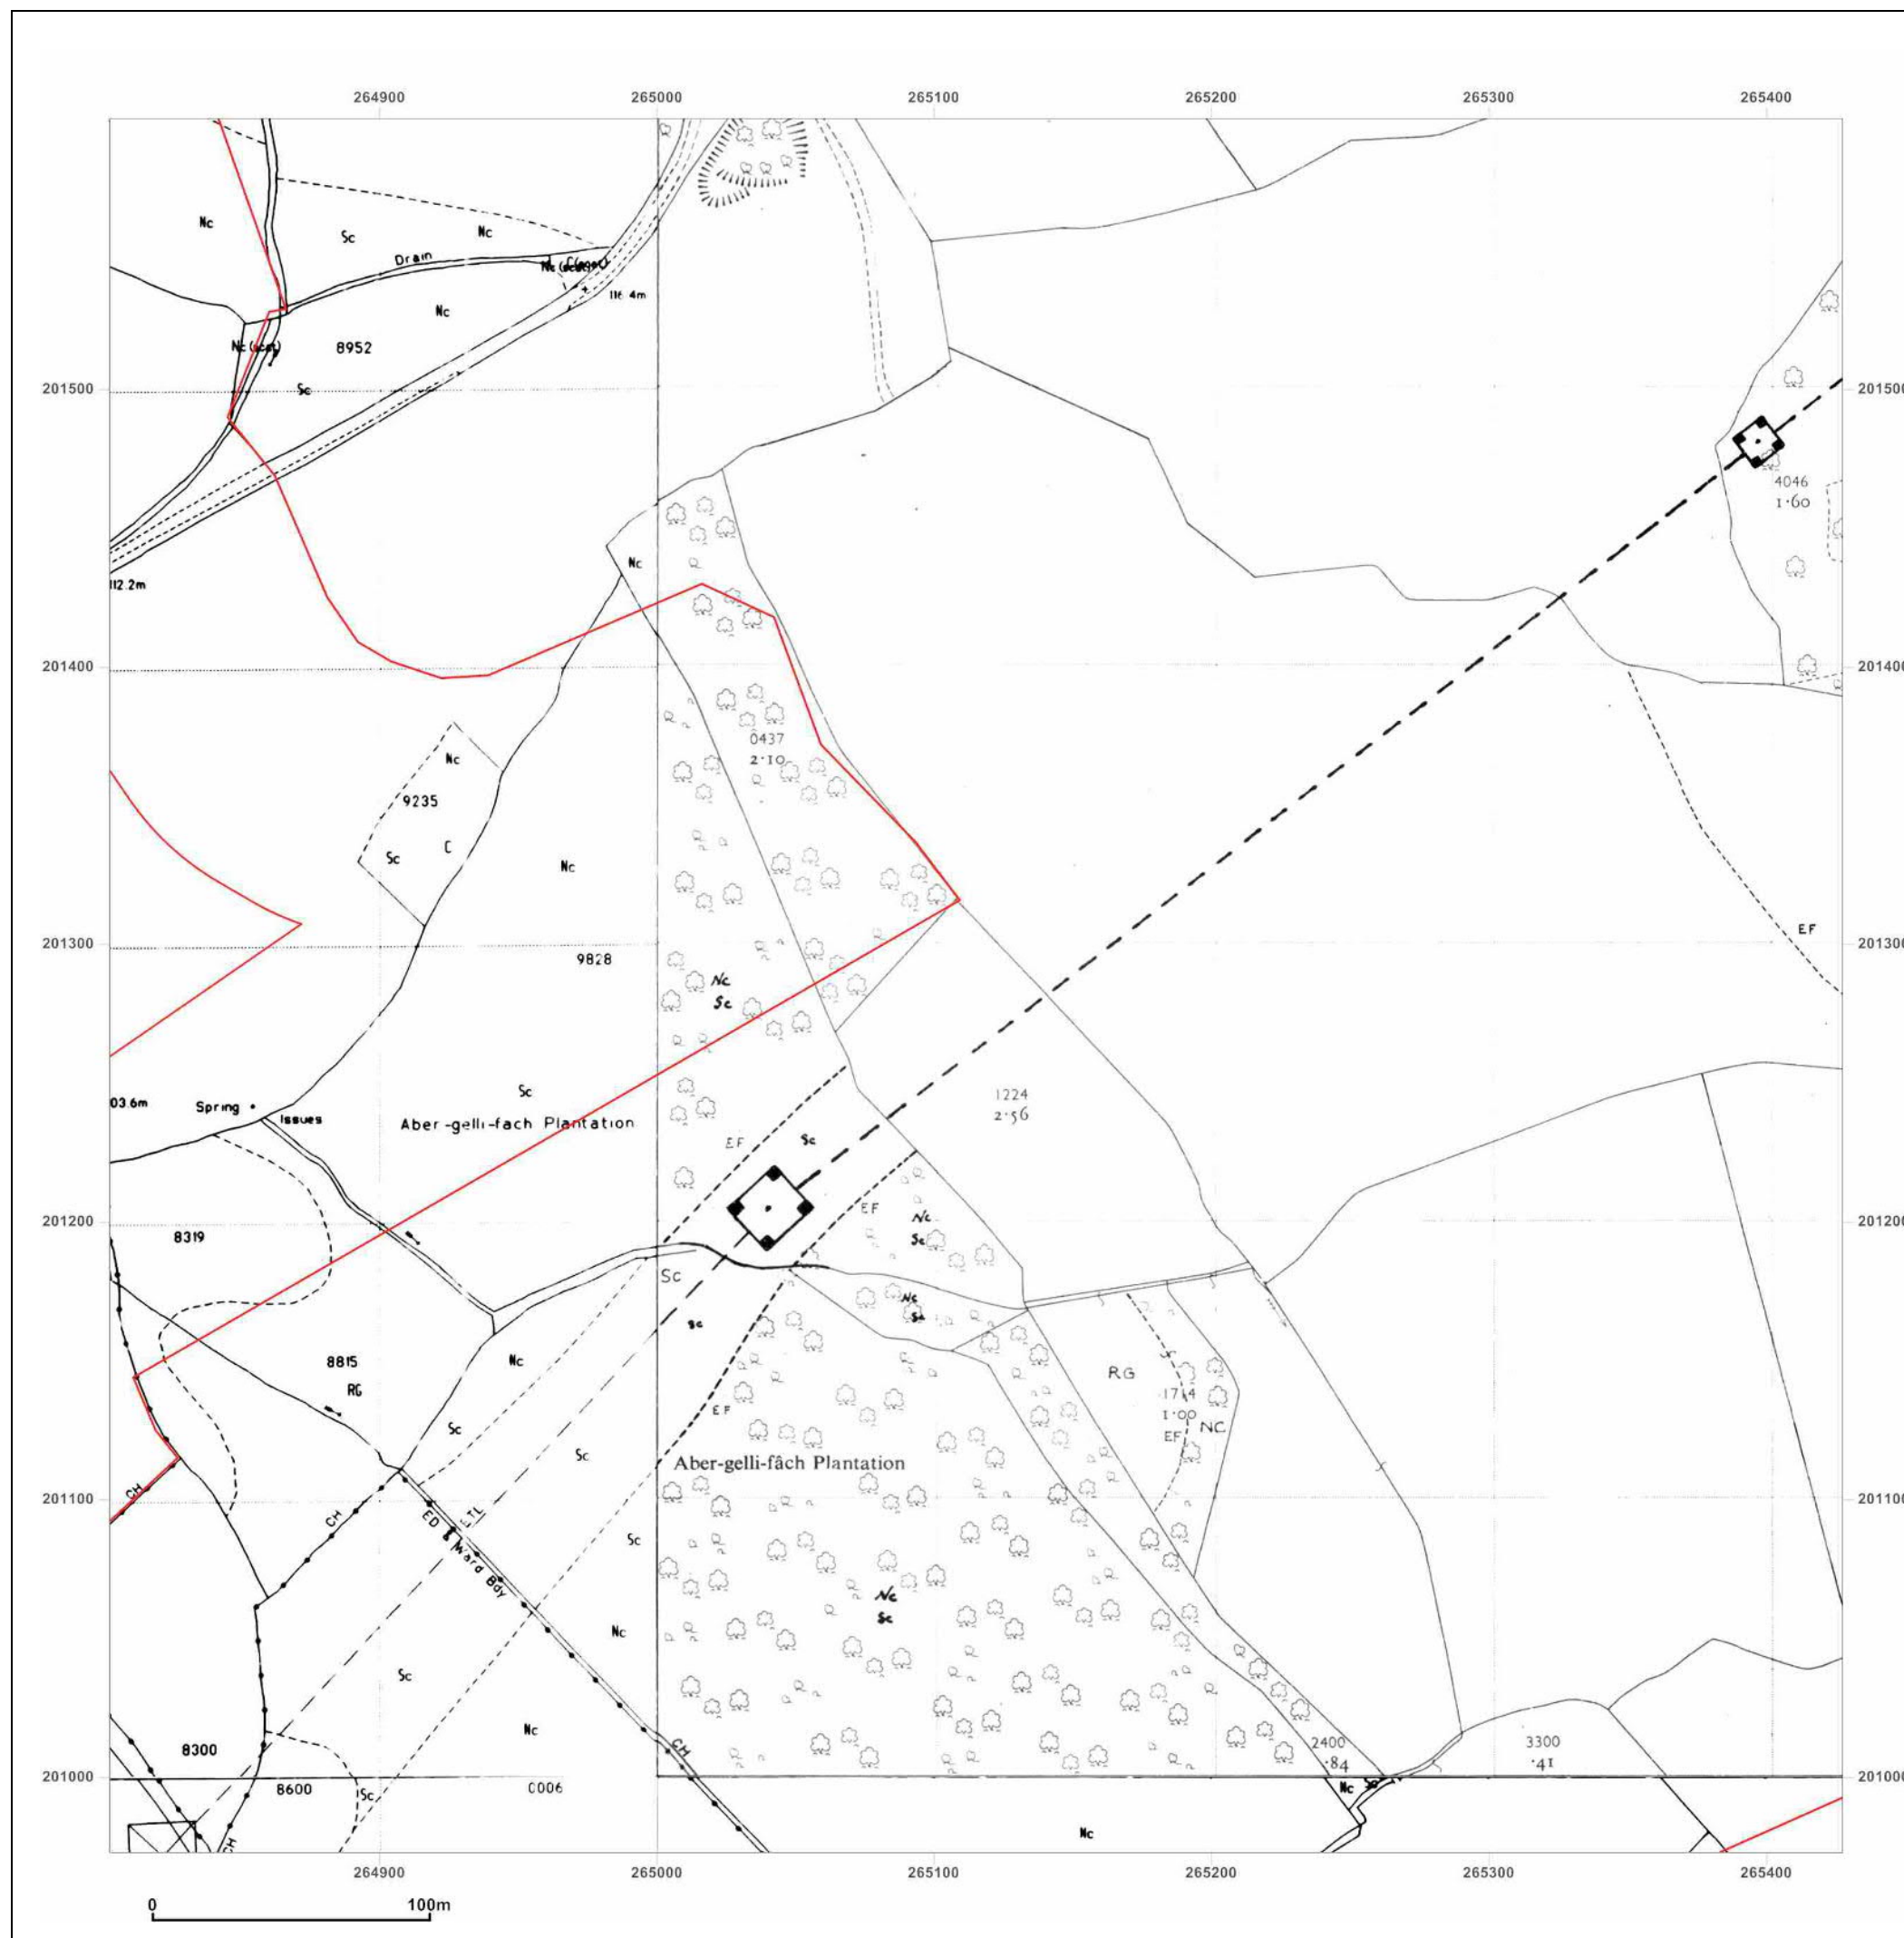 264900 265000 265100 265200 265300 265400
Nc
Sc
Nc
Drain
116.4m
Nc
8952
Sc
201500
201500
4046
1·60
112.2m
Nc
201400
201400
0437
2·10
Nc
9235
Sc
C
Nc
EF
201300
201300
9828
Nc
Sc
Sc
03.6m
Spring
Issues
Aber-gelli-fach Plantation
1224
2·56
EF
Sc
EF
Nc
Sc
201200
201200
8319
Sc
Nc
Sc
Sc
8815
RG
Nc
RG
1714
1·00
EF
NC
Sc
EF
Sc
Aber-gelli-fâch Plantation
201100
201100
CH
CH
ETL
ED & Ward Bdy
Sc
Nc
Sc
Nc
Sc
Nc
CH
8300
2400
·84
3300
·41
201000
201000
8600
Sc
0006
Nc
Sc
Nc
CH
264900 265000 265100 265200 265300 265400
0 100m